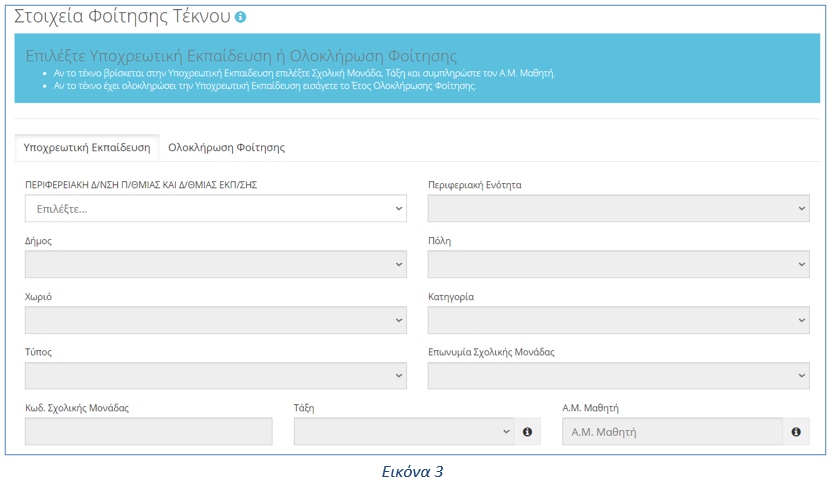 Στοιχεία Φοίτησης Τέκνου
Επιλέξτε Υποχρεωτική Εκπαίδευση ή Ολοκλήρωση Φοίτησης
• Αν το τέκνο βρίσκεται στην Υποχρεωτική Εκπαιδευση επιλέξτε Σχολική Μονάδα, Τάξη και συμπληρώστε τον Α.Μ. Μαθητή.
• Αν το τέκνο έχει ολοκληρώσει την Υποχρεωτική Εκπαίδευση εισάγετε το Έτος Ολοκλήρωσης Φοίτησης.
Υποχρεωτική Εκπαίδευση Ολοκλήρωση Φοίτησης
ΠΕΡΙΦΕΡΕΙΑΚΗ Δ/ΝΣΗ Π/ΘΜΙΑΣ ΚΑΙ Δ/ΘΜΙΑΣ ΕΚΠ/ΣΗΣ Περιφεριακή Ενότητα
Επιλέξτε...
Δήμος Πόλη
Χωριό Κατηγορία
Τύπος Επωνυμία Σχολικής Μονάδας
Κωδ. Σχολικής Μονάδας Τάξη Α.Μ. Μαθητή
Α.Μ. Μαθητή
Εικόνα 3